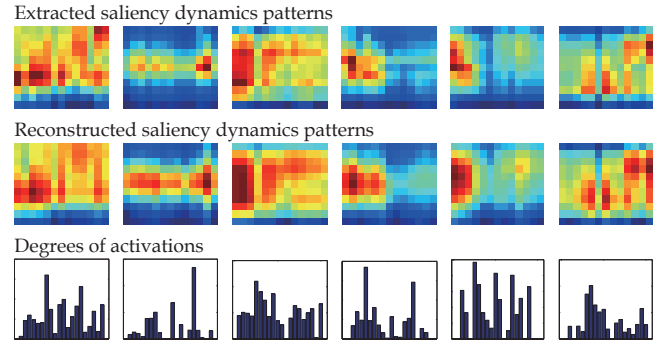 Extracted saliency dynamics patterns
Reconstructed saliency dynamics patterns
Degrees of activations